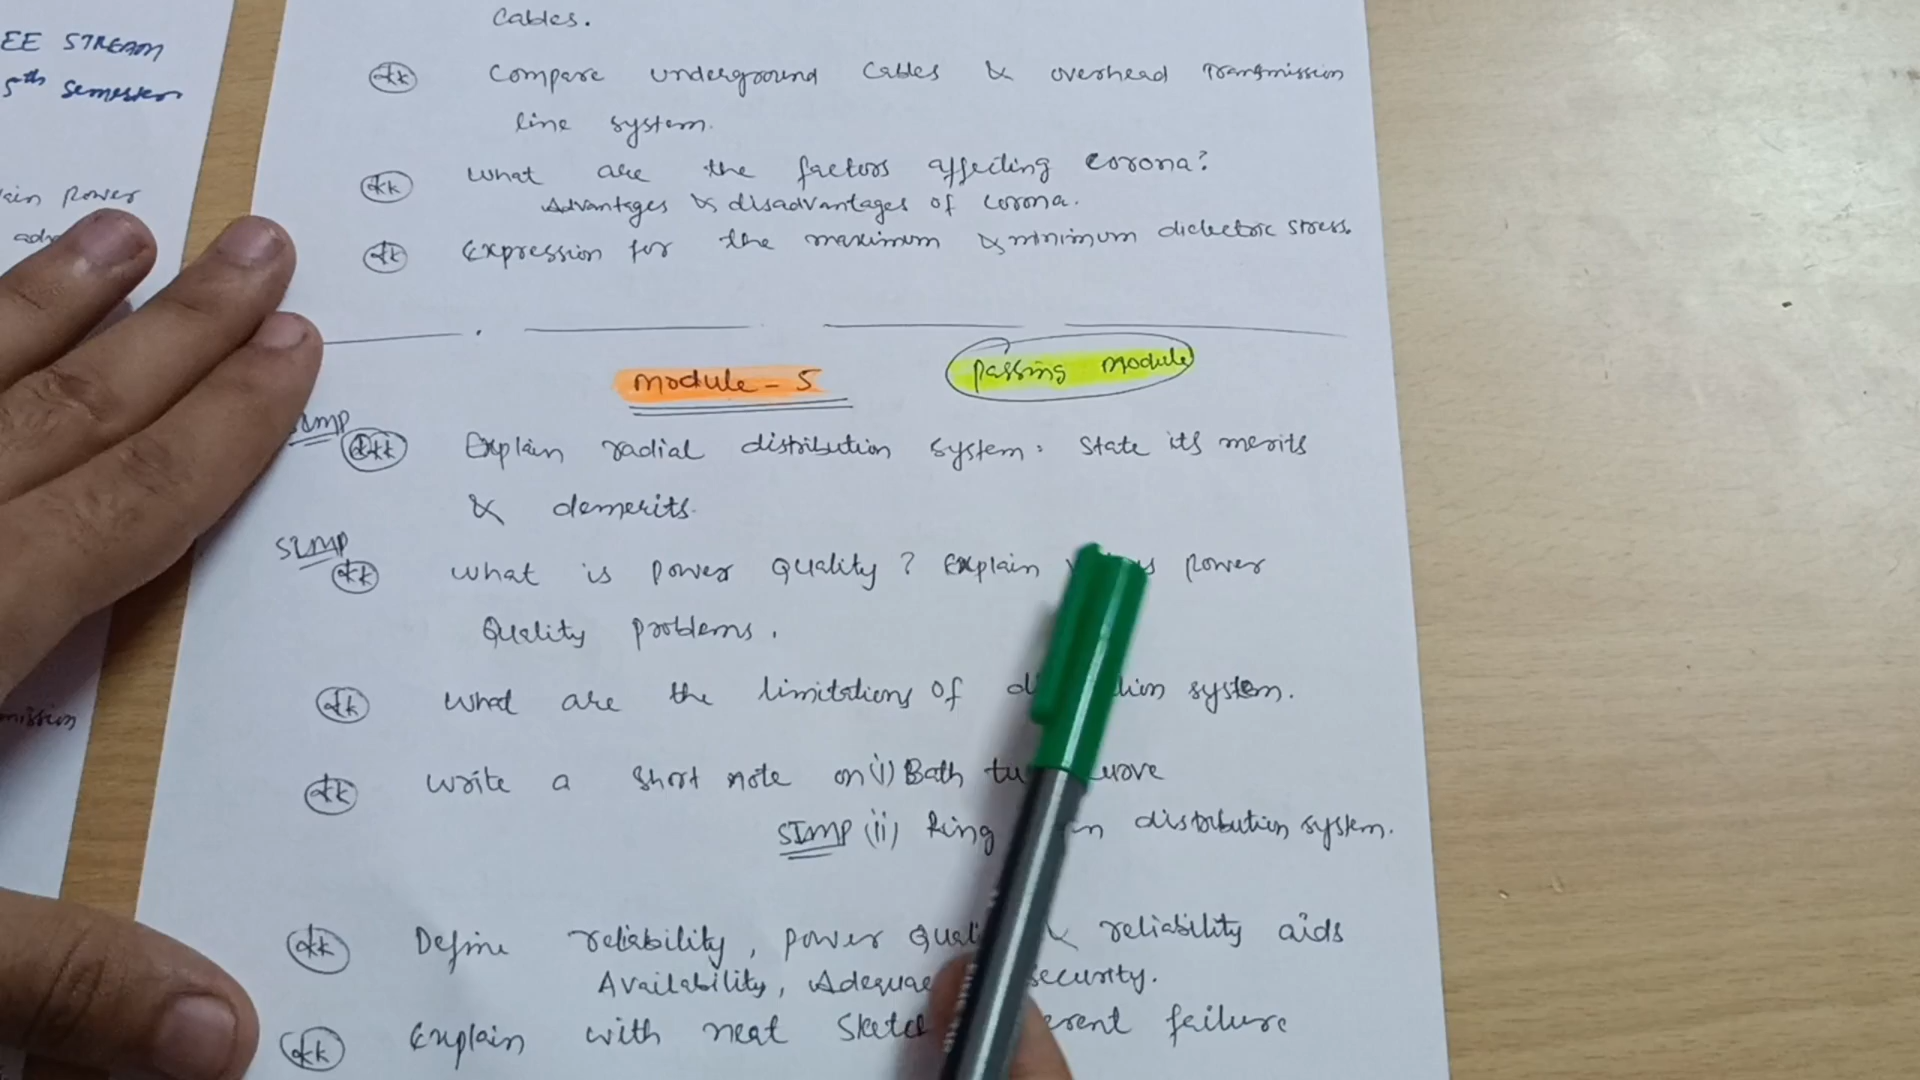 EE STREAM
5th Semester
Power
Cables.
Compare underground Cables & overhead Transmission
line system.
What are the factors affecting corona?
Advantages & disadvantages of corona.
Expression for the maximum & minimum dielectric stress.
Module - 5
Passing Module
Explain radial distribution system. State its merits
& demerits.
SIMP
What is Power Quality? Explain Power
Quality problems.
What are the limitations of system.
Write a short note on (i) Bath
SIMP (ii) Ring distribution system.
Define reliability, Power & reliability aids
Availability, security.
Explain with neat failure